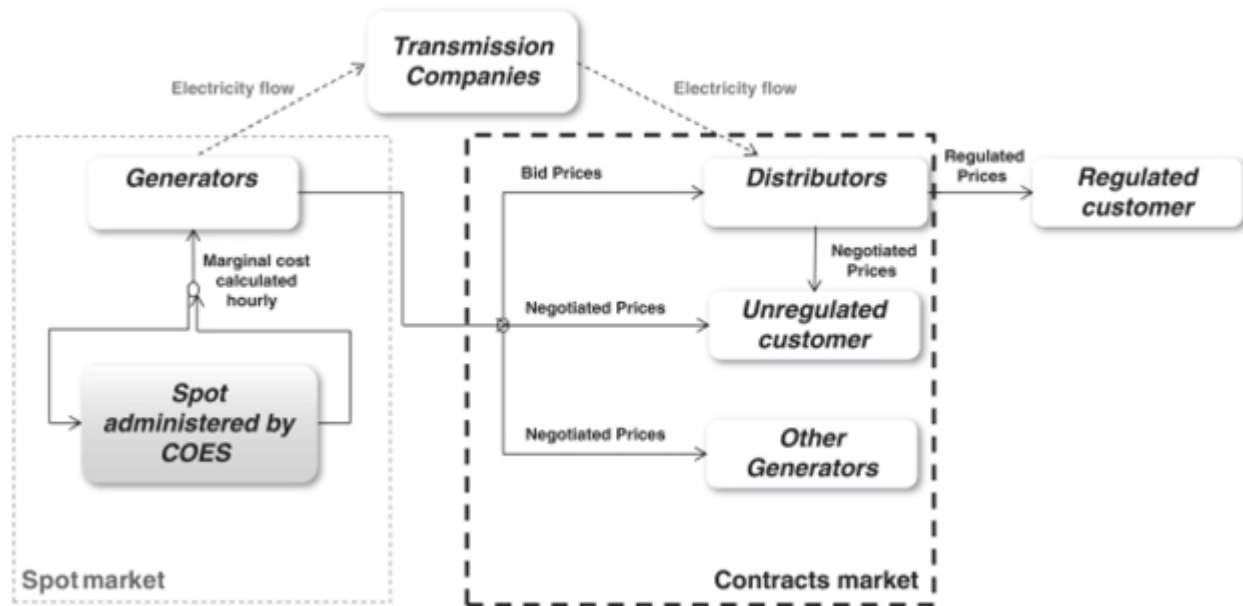 Transmission
Companies
Electricity flow
Electricity flow
Generators
Bid Prices
Distributors
Regulated
Prices
Regulated
customer
Marginal cost
calculated
hourly
Negotiated
Prices
Negotiated Prices
Unregulated
customer
Spot
administered by
COES
Negotiated Prices
Other
Generators
Spot market
Contracts market